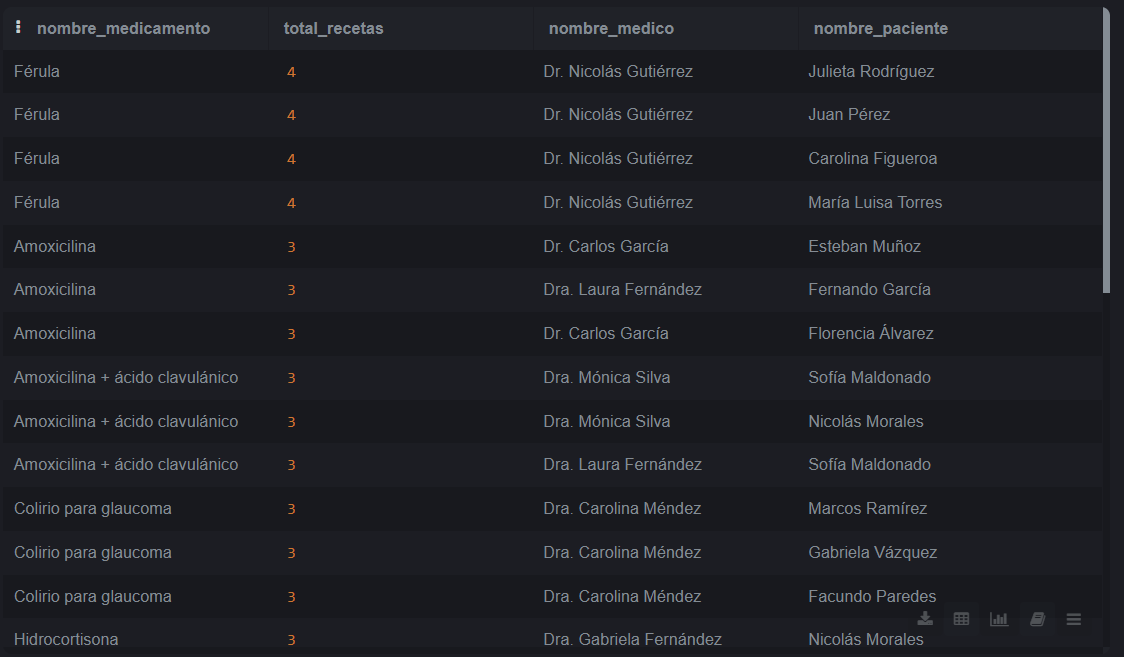 nombre_medicamento total_recetas nombre_medico nombre_paciente
Férula 4 Dr. Nicolás Gutiérrez Julieta Rodríguez
Férula 4 Dr. Nicolás Gutiérrez Juan Pérez
Férula 4 Dr. Nicolás Gutiérrez Carolina Figueroa
Férula 4 Dr. Nicolás Gutiérrez María Luisa Torres
Amoxicilina 3 Dr. Carlos García Esteban Muñoz
Amoxicilina 3 Dra. Laura Fernández Fernando García
Amoxicilina 3 Dr. Carlos García Florencia Álvarez
Amoxicilina + ácido clavulánico 3 Dra. Mónica Silva Sofía Maldonado
Amoxicilina + ácido clavulánico 3 Dra. Mónica Silva Nicolás Morales
Amoxicilina + ácido clavulánico 3 Dra. Laura Fernández Sofía Maldonado
Colirio para glaucoma 3 Dra. Carolina Méndez Marcos Ramírez
Colirio para glaucoma 3 Dra. Carolina Méndez Gabriela Vázquez
Colirio para glaucoma 3 Dra. Carolina Méndez Facundo Paredes
Hidrocortisona 3 Dra. Gabriela Fernández Nicolás Morales